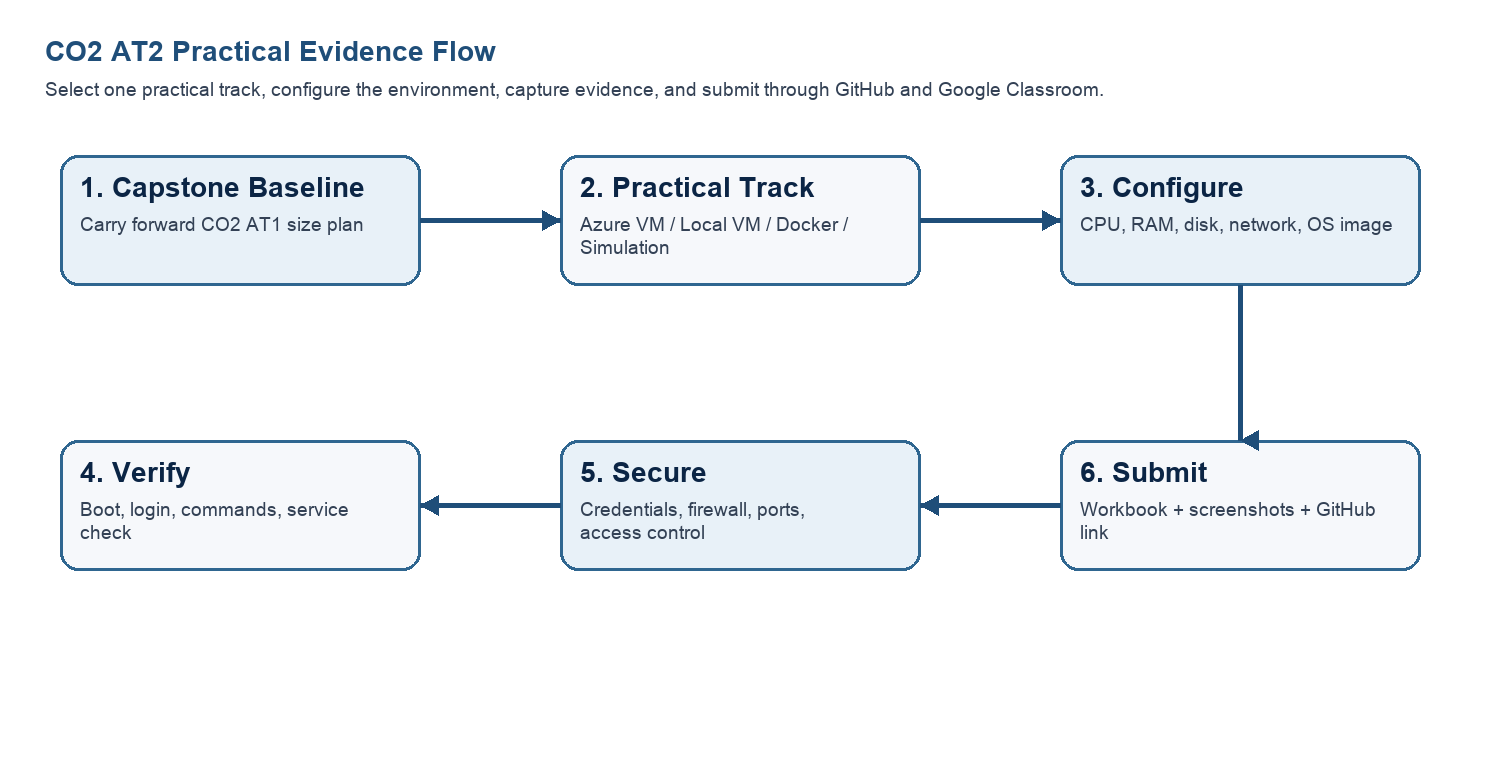 CO2 AT2 Practical Evidence Flow
Select one practical track, configure the environment, capture evidence, and submit through GitHub and Google Classroom.
1. Capstone Baseline
Carry forward CO2 AT1 size plan
2. Practical Track
Azure VM / Local VM / Docker /
Simulation
3. Configure
CPU, RAM, disk, network, OS image
4. Verify
Boot, login, commands, service
check
5. Secure
Credentials, firewall, ports,
access control
6. Submit
Workbook + screenshots + GitHub
link